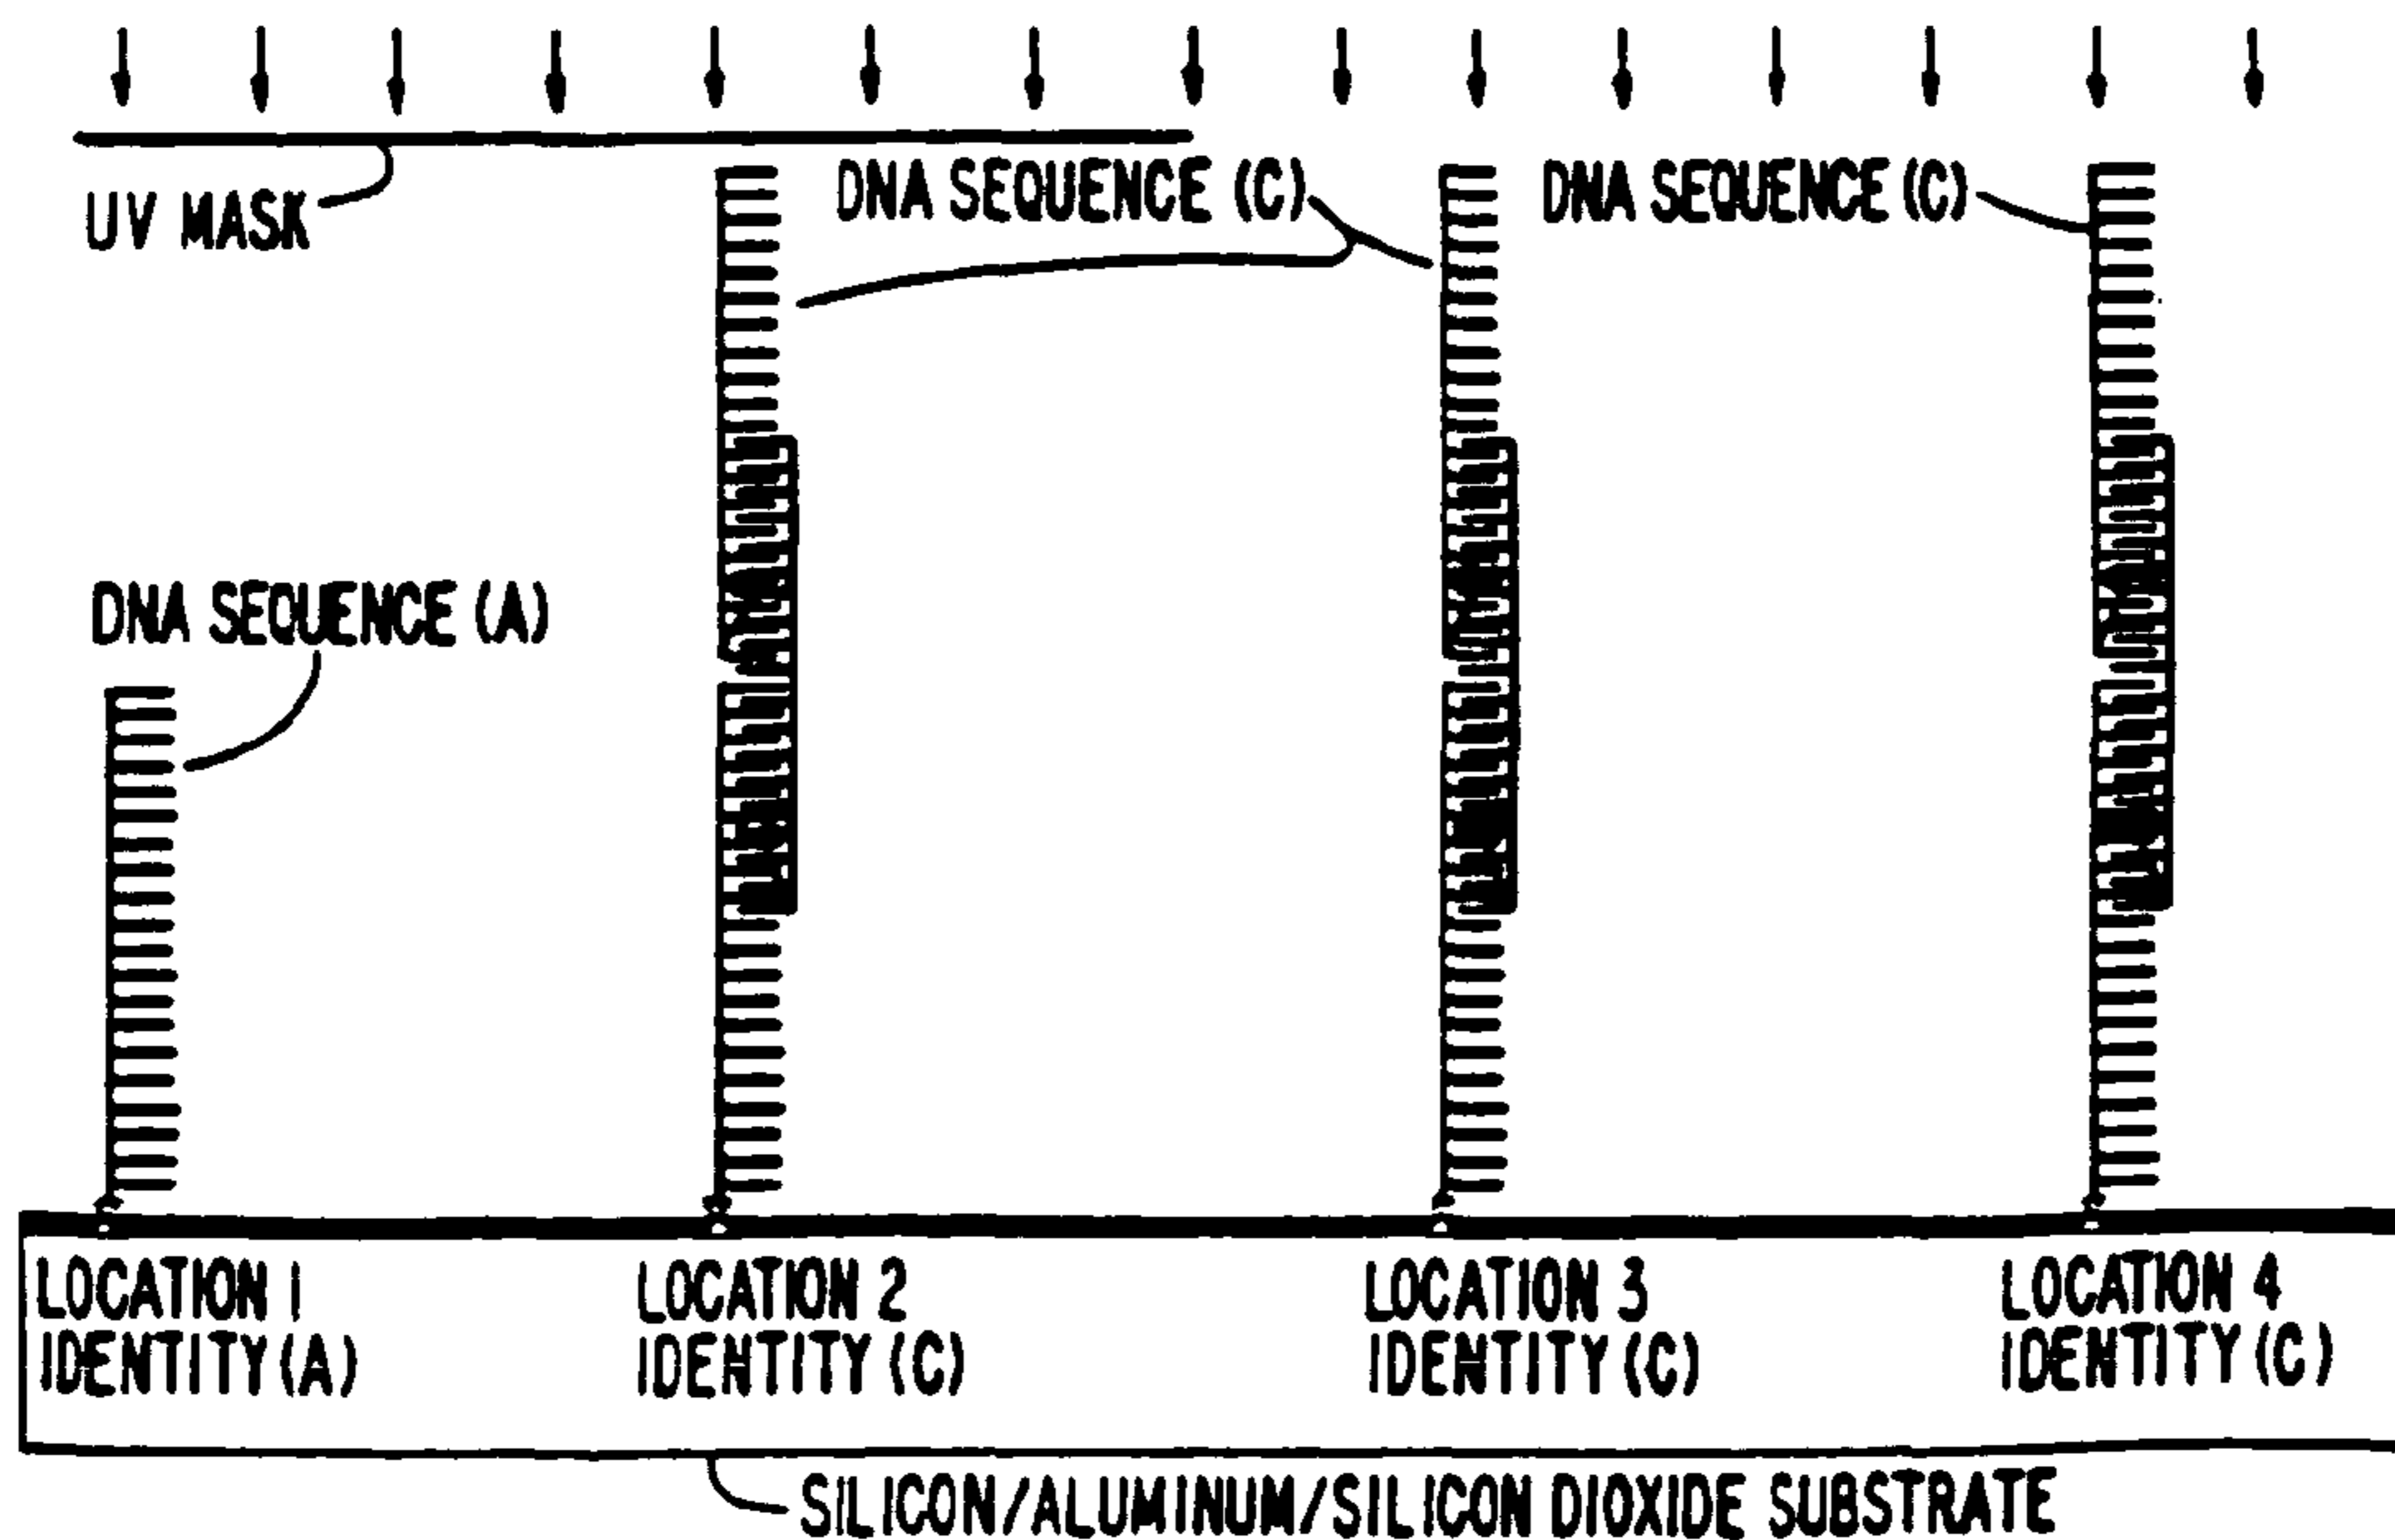 UV MASK
DNA SEQUENCE (C)
DNA SEQUENCE (C)
DNA SEQUENCE (A)
LOCATION 1
IDENTITY (A)
LOCATION 2
IDENTITY (C)
LOCATION 3
IDENTITY (C)
LOCATION 4
IDENTITY (C)
SILICON/ALUMINUM/SILICON DIOXIDE SUBSTRATE